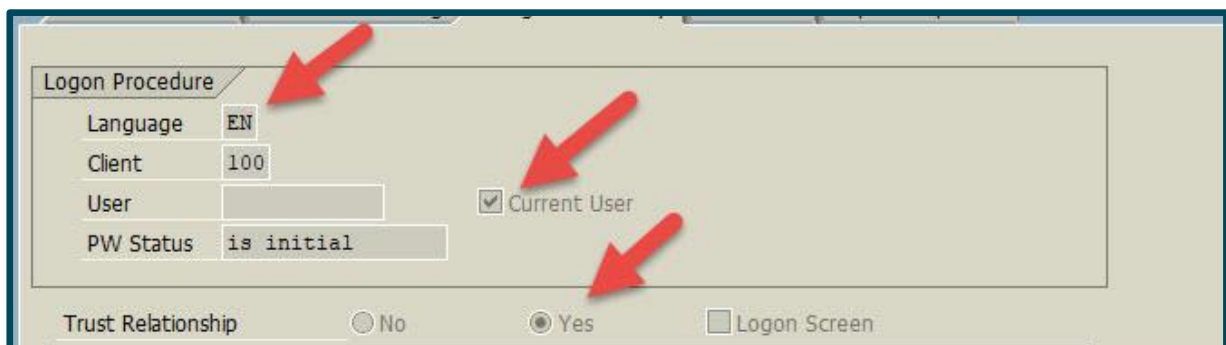 Logon Procedure
Language EN
Client 100
User Current User
PW Status is initial
Trust Relationship No Yes Logon Screen